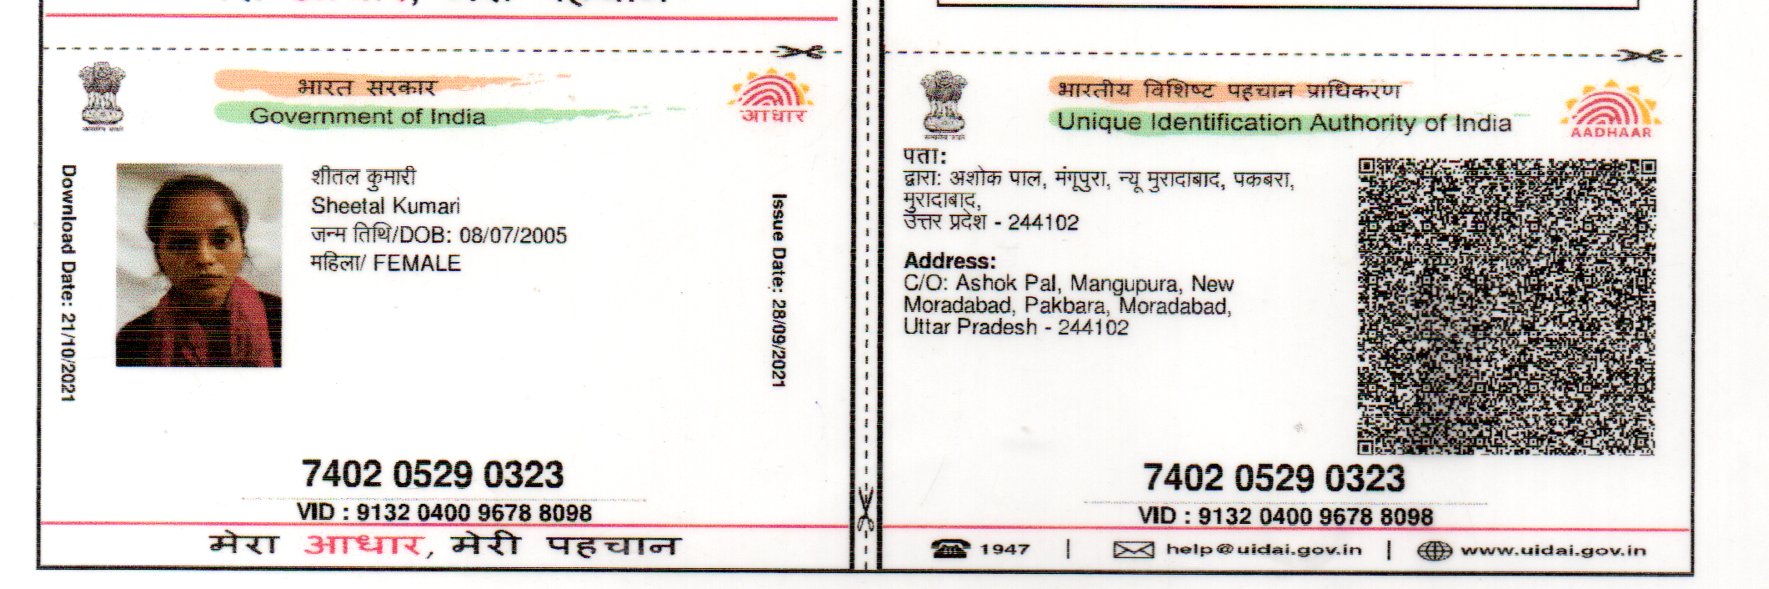 भारत सरकार
Government of India
आधार
Download Date: 21/10/2021
शीतल कुमारी
Sheetal Kumari
जन्म तिथि/DOB: 08/07/2005
महिला/ FEMALE
Issue Date: 28/09/2021
7402 0529 0323
VID : 9132 0400 9678 8098
मेरा आधार, मेरी पहचान
भारतीय विशिष्ट पहचान प्राधिकरण
Unique Identification Authority of India
AADHAAR
पता:
द्वारा: अशोक पाल, मंगूपुरा, न्यू मुरादाबाद, पकबरा,
मुरादाबाद,
उत्तर प्रदेश - 244102
Address:
C/O: Ashok Pal, Mangupura, New
Moradabad, Pakbara, Moradabad,
Uttar Pradesh - 244102
7402 0529 0323
VID : 9132 0400 9678 8098
1947 | help@uidai.gov.in | www.uidai.gov.in